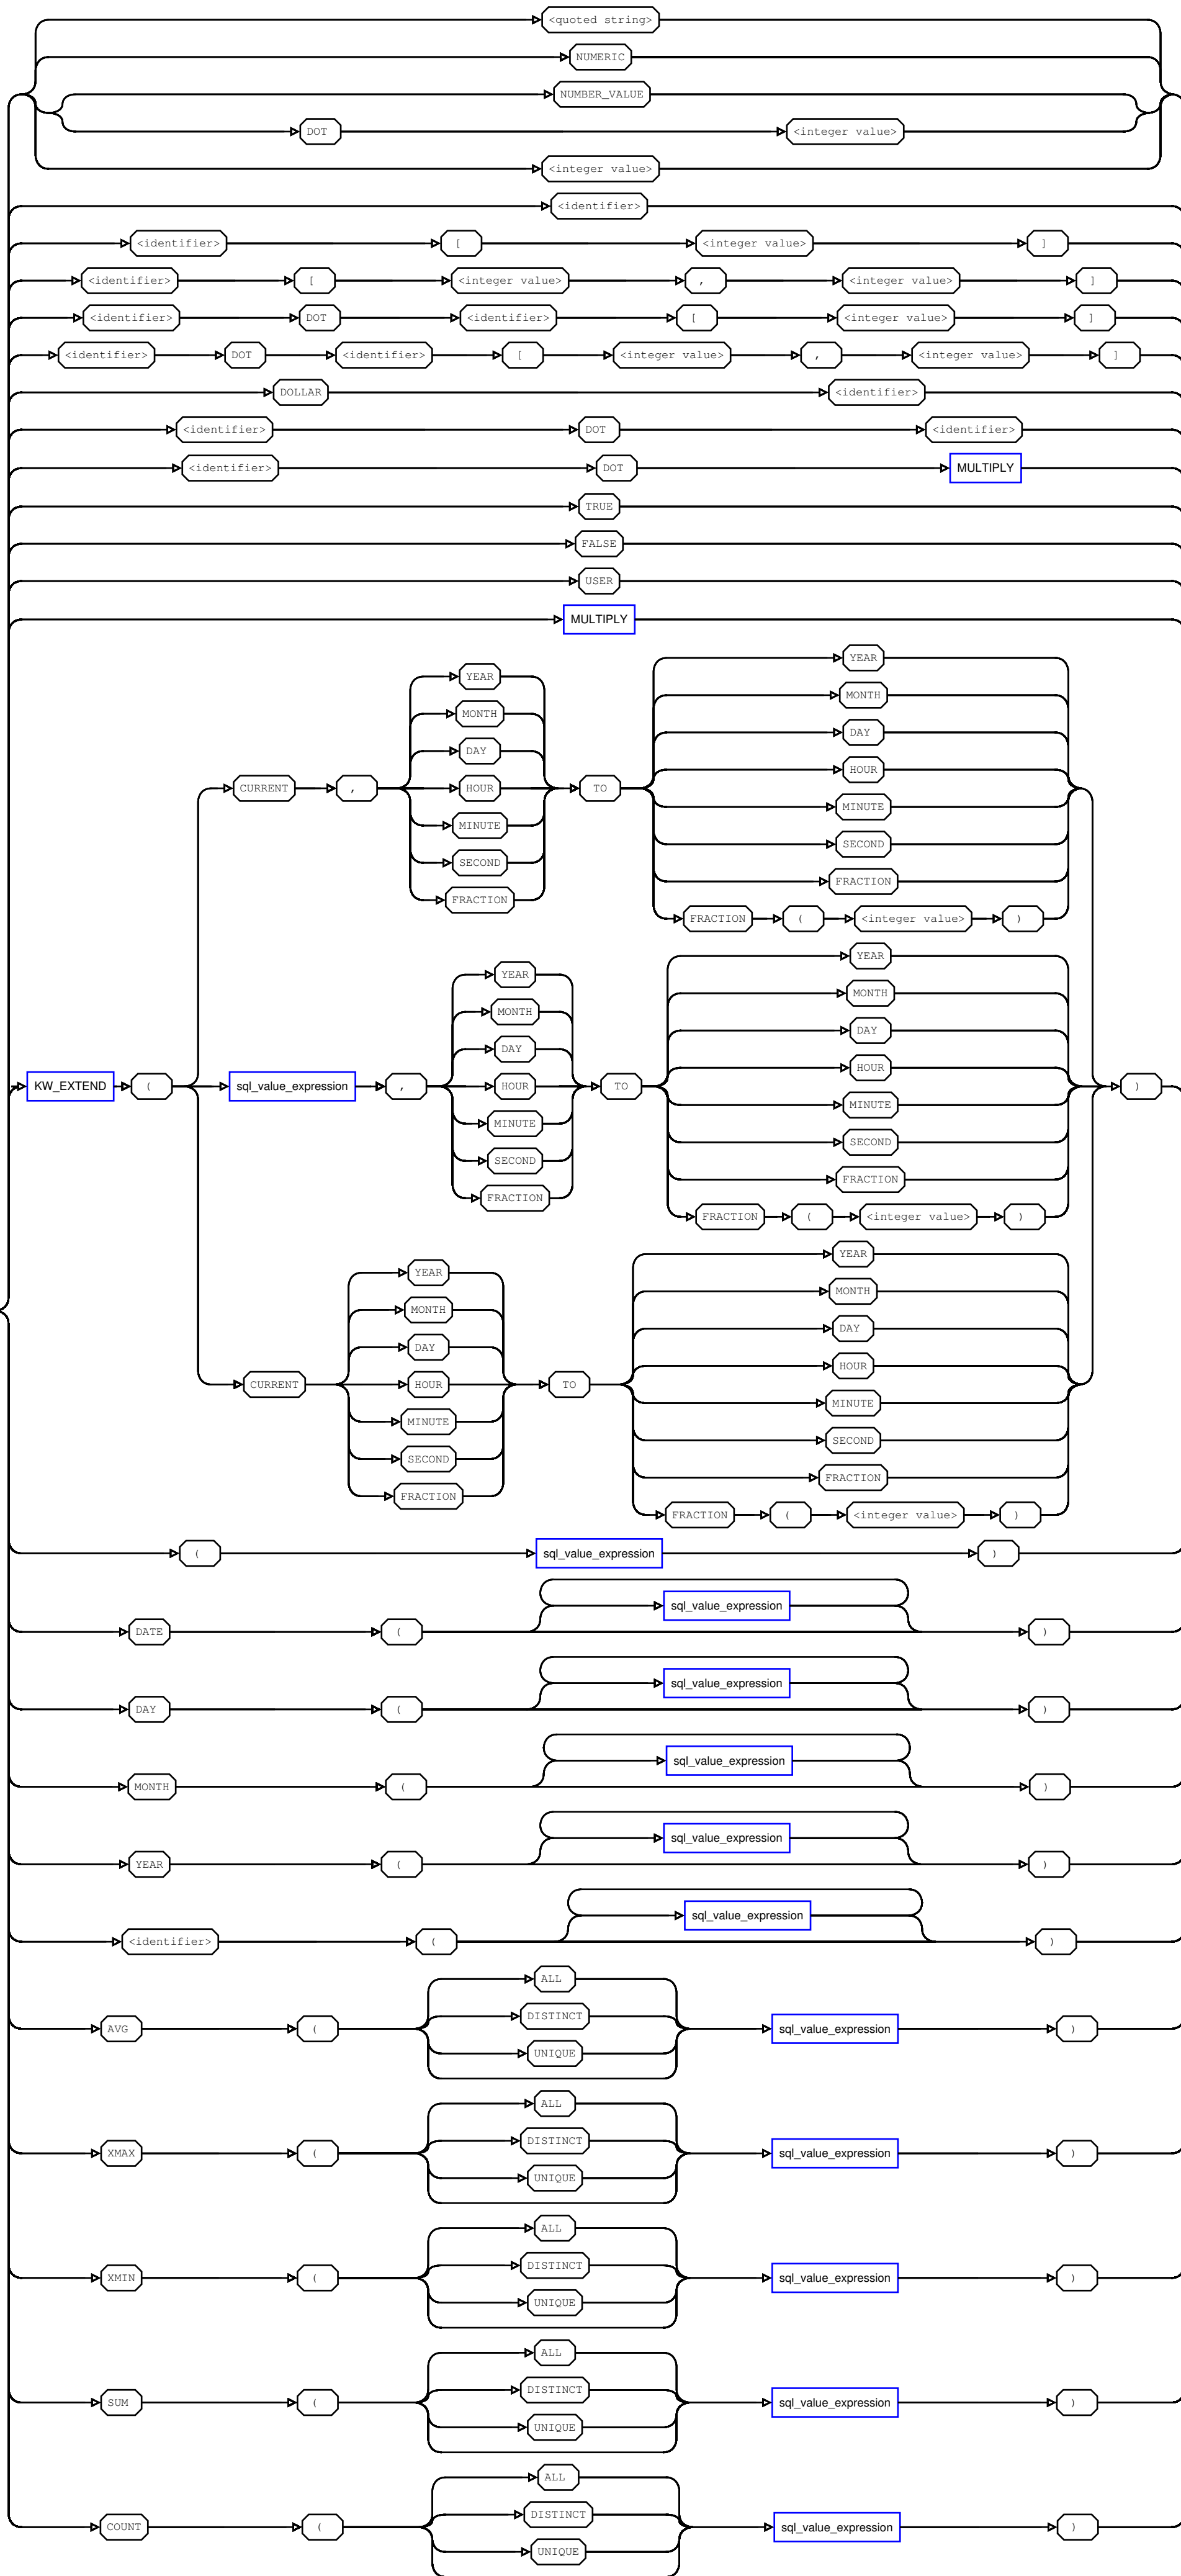 <quoted string>
NUMERIC
NUMBER_VALUE
DOT <integer value>
<integer value>
<identifier>
<identifier> [ <integer value> ]
<identifier> [ <integer value> , <integer value> ]
<identifier> DOT <identifier> [ <integer value> ]
<identifier> DOT <identifier> [ <integer value> , <integer value> ]
DOLLAR <identifier>
<identifier> DOT <identifier>
<identifier> DOT MULTIPLY
TRUE
FALSE
USER
MULTIPLY
YEAR
YEAR
MONTH
MONTH
DAY
DAY
HOUR
CURRENT , HOUR TO
MINUTE
MINUTE
SECOND
SECOND
FRACTION
FRACTION
FRACTION ( <integer value> )
YEAR
YEAR
MONTH
MONTH
DAY
DAY
HOUR
KW_EXTEND ( sql_value_expression , HOUR TO )
MINUTE
MINUTE
SECOND
SECOND
FRACTION
FRACTION
FRACTION ( <integer value> )
YEAR
YEAR
MONTH
MONTH
DAY
DAY
HOUR
CURRENT HOUR TO
MINUTE
MINUTE
SECOND
SECOND
FRACTION
FRACTION
FRACTION ( <integer value> )
( sql_value_expression )
sql_value_expression
DATE ( )
sql_value_expression
DAY ( )
sql_value_expression
MONTH ( )
sql_value_expression
YEAR ( )
sql_value_expression
<identifier> ( )
ALL
DISTINCT
AVG ( sql_value_expression )
UNIQUE
ALL
DISTINCT
XMAX ( sql_value_expression )
UNIQUE
ALL
DISTINCT
XMIN ( sql_value_expression )
UNIQUE
ALL
DISTINCT
SUM ( sql_value_expression )
UNIQUE
ALL
DISTINCT
COUNT ( sql_value_expression )
UNIQUE